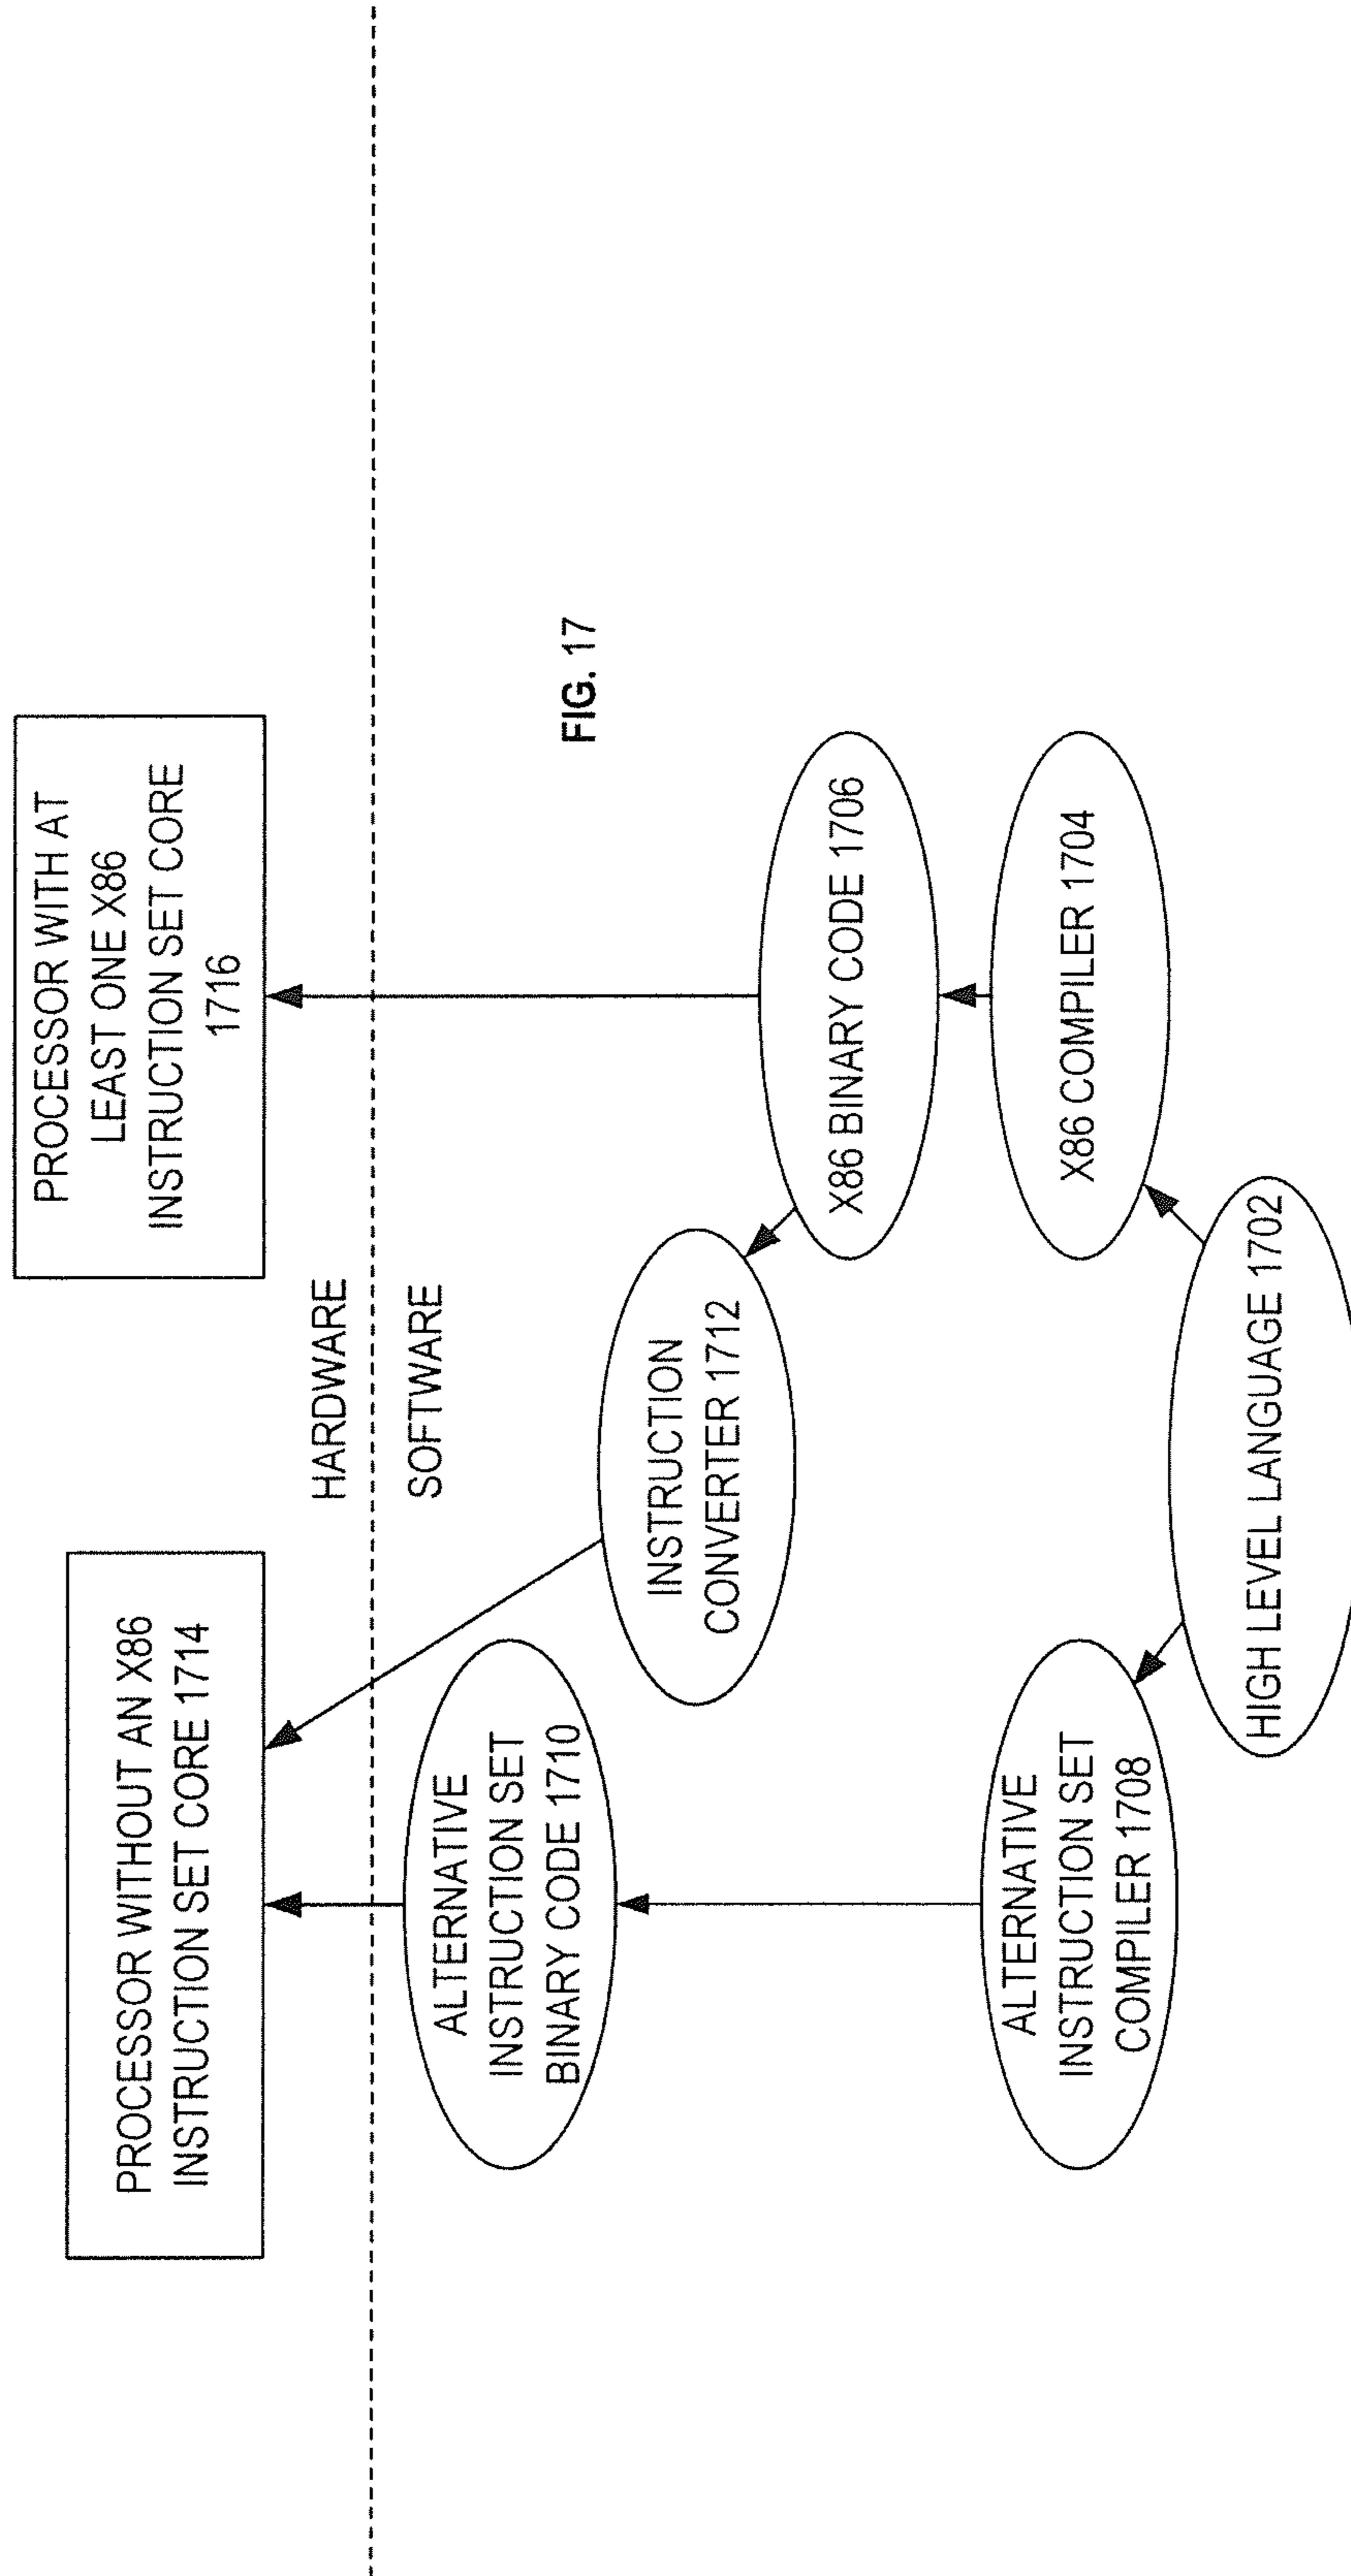 PROCESSOR WITHOUT AN X86
INSTRUCTION SET CORE 1714
PROCESSOR WITH AT
LEAST ONE X86
INSTRUCTION SET CORE
1716
HARDWARE
SOFTWARE
ALTERNATIVE
INSTRUCTION SET
BINARY CODE 1710
INSTRUCTION
CONVERTER 1712
FIG. 17
X86 BINARY CODE 1706
ALTERNATIVE
INSTRUCTION SET
COMPILER 1708
X86 COMPILER 1704
HIGH LEVEL LANGUAGE 1702